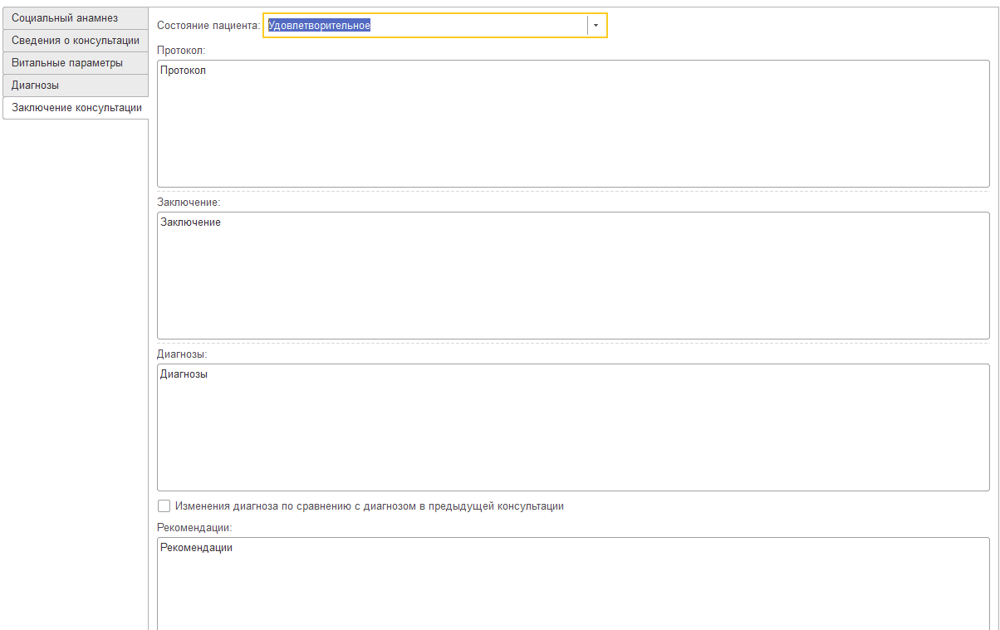 Социальный анамнез
Сведения о консультации
Витальные параметры
Диагнозы
Заключение консультации
Состояние пациента: Удовлетворительное
Протокол:
Протокол
Заключение:
Заключение
Диагнозы:
Диагнозы
Изменения диагноза по сравнению с диагнозом в предыдущей консультации
Рекомендации:
Рекомендации